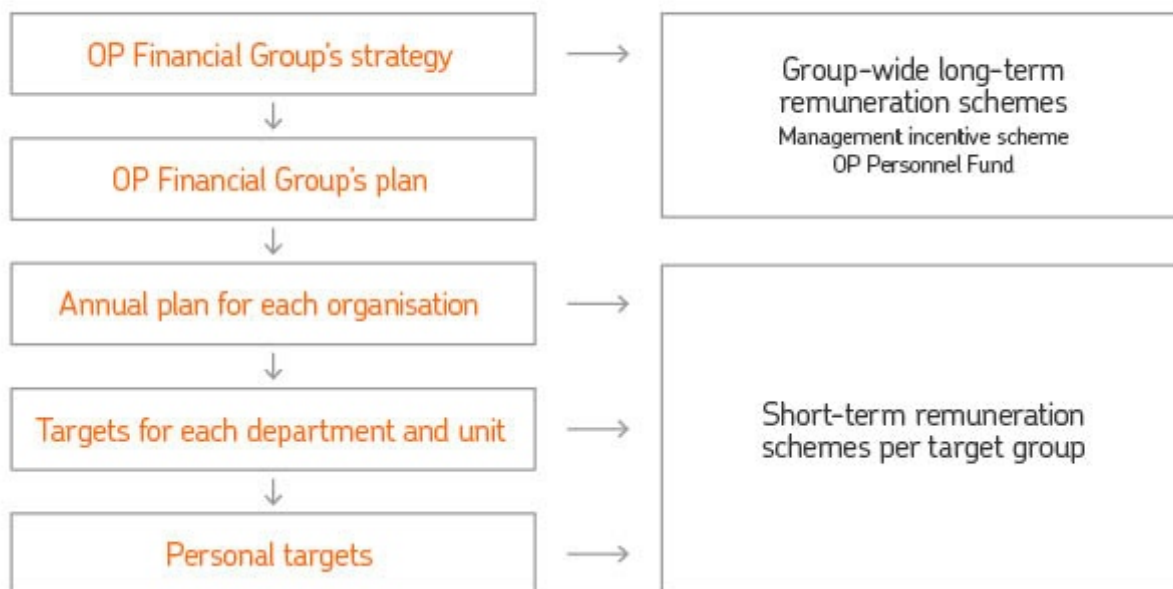 OP Financial Group's strategy
Group-wide long-term
remuneration schemes
Management incentive scheme
OP Personnel Fund
OP Financial Group's plan
Annual plan for each organisation
Targets for each department and unit
Short-term remuneration
schemes per target group
Personal targets